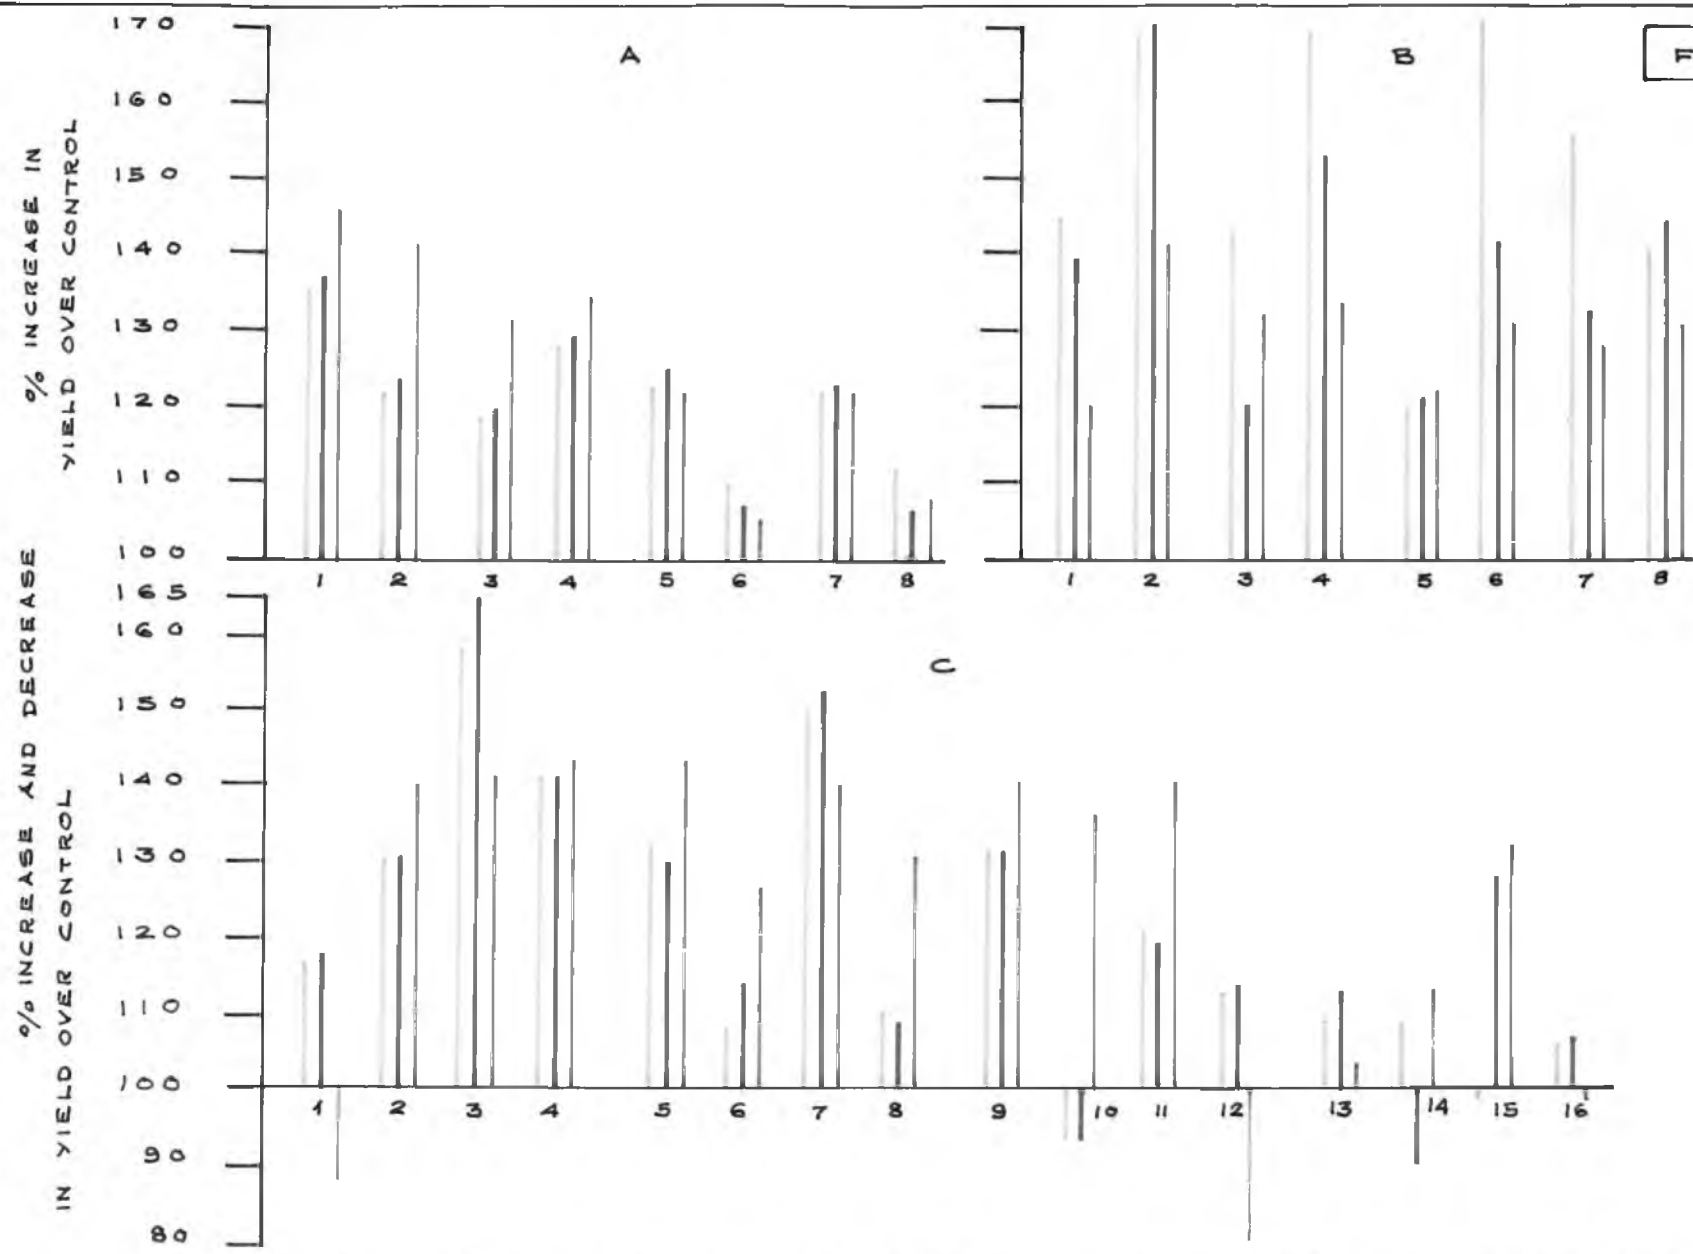 A
B
F
% INCREASE IN
YIELD OVER CONTROL
170
160
150
140
130
120
110
100
1 2 3 4 5 6 7 8
1 2 3 4 5 6 7 8
C
% INCREASE AND DECREASE
IN YIELD OVER CONTROL
165
160
150
140
130
120
110
100
90
80
1 2 3 4 5 6 7 8 9 10 11 12 13 14 15 16